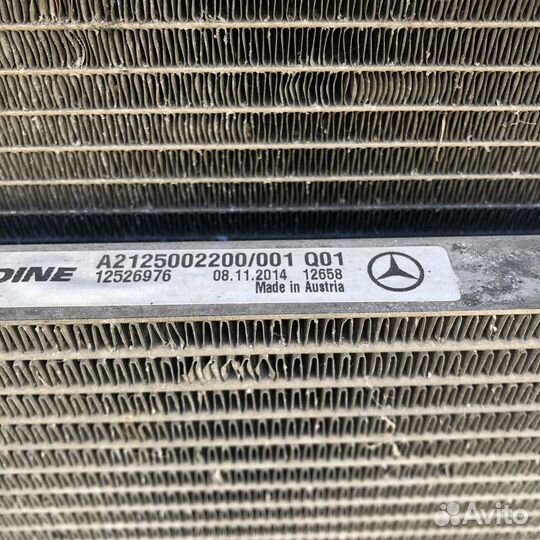 DINE A2125002200/001 Q01
12526976 08.11.2014 12658
Made in Austria
Avito